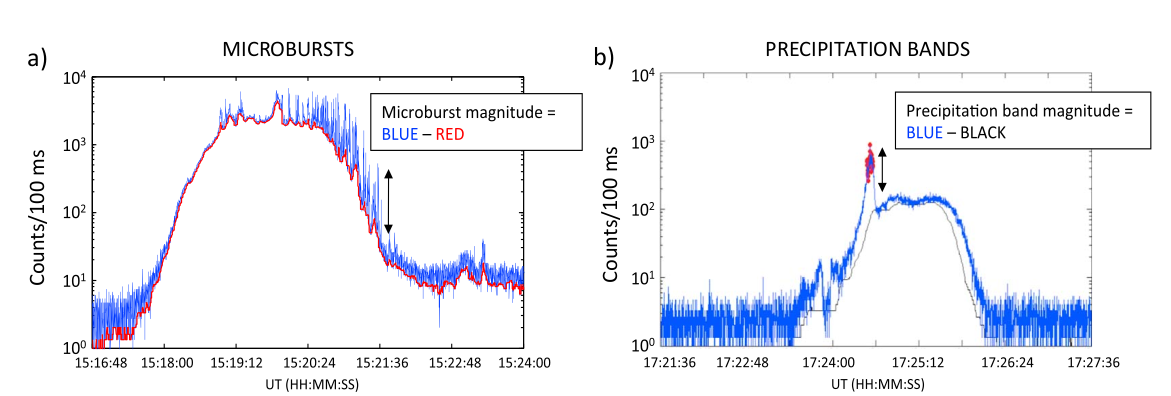 a)
MICROBURSTS
10^4
10^3
10^2
10^1
10^0
Counts/100 ms
Microburst magnitude =
BLUE – RED
15:16:48 15:18:00 15:19:12 15:20:24 15:21:36 15:22:48 15:24:00
UT (HH:MM:SS)
b)
PRECIPITATION BANDS
10^4
10^3
10^2
10^1
10^0
Counts/100 ms
Precipitation band magnitude =
BLUE – BLACK
17:21:36 17:22:48 17:24:00 17:25:12 17:26:24 17:27:36
UT (HH:MM:SS)